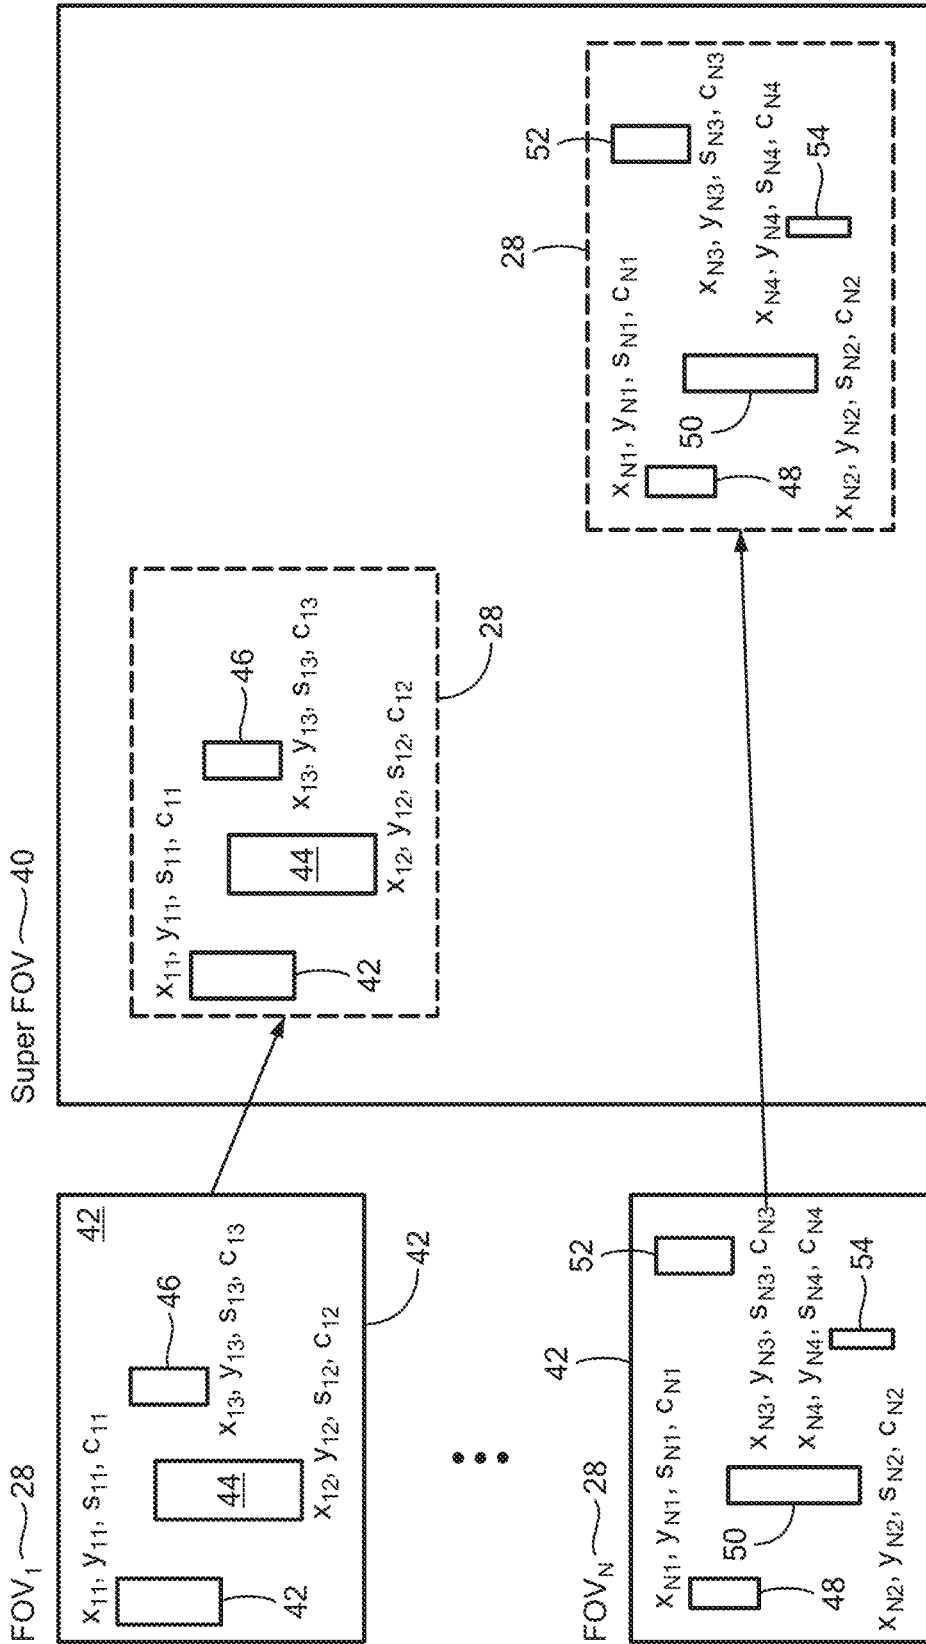 FOV1 28
42
x11, y11, s11, c11
42
44
46
x13, y13, s13, c13
x12, y12, s12, c12
42
FOVN 28
42
xN1, yN1, sN1, cN1
48
50
52
xN3, yN3, sN3, cN3
xN4, yN4, sN4, cN4
54
xN2, yN2, sN2, cN2
Super FOV 40
x11, y11, s11, c11
42
44
46
x13, y13, s13, c13
x12, y12, s12, c12
28
28
xN1, yN1, sN1, cN1
48
50
52
xN3, yN3, sN3, cN3
xN4, yN4, sN4, cN4
54
xN2, yN2, sN2, cN2